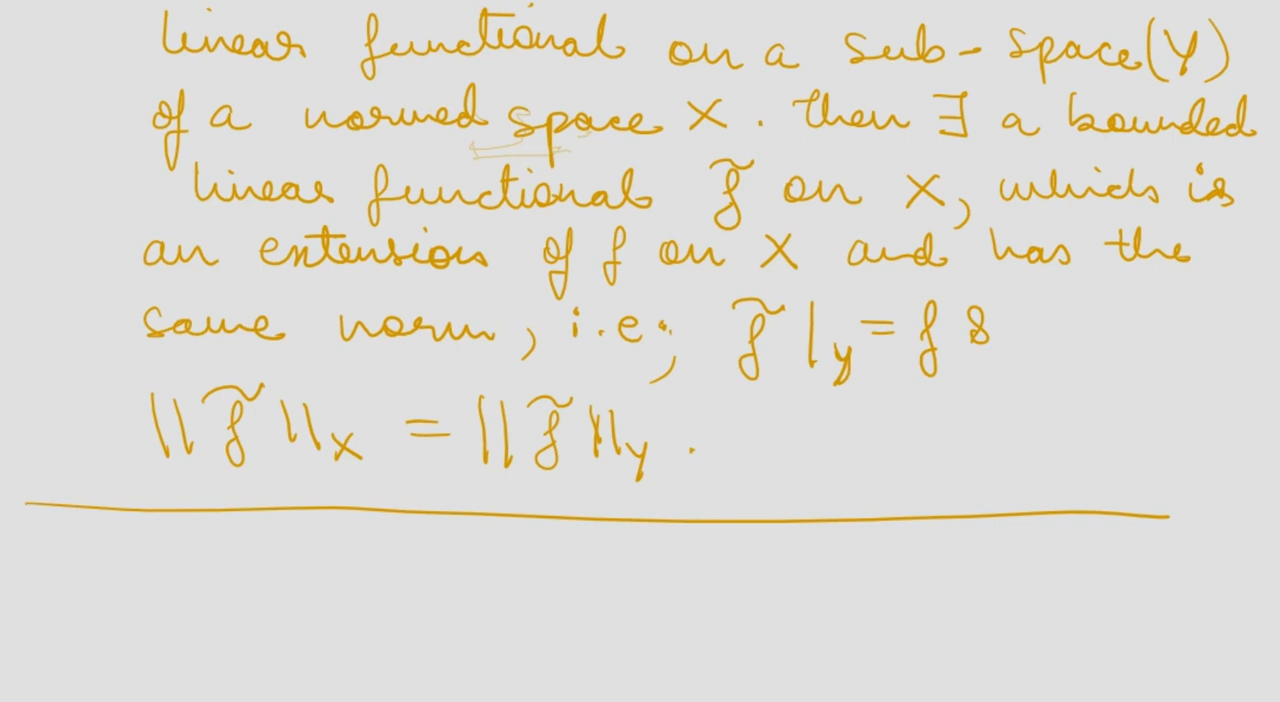 linear functional on a sub-space(Y)
of a normed space X. Then ∃ a bounded
linear functional f̃ on X, which is
an extension of f on X and has the
same norm, i.e; f̃|y = f &
||f̃||x = ||f̃||y.